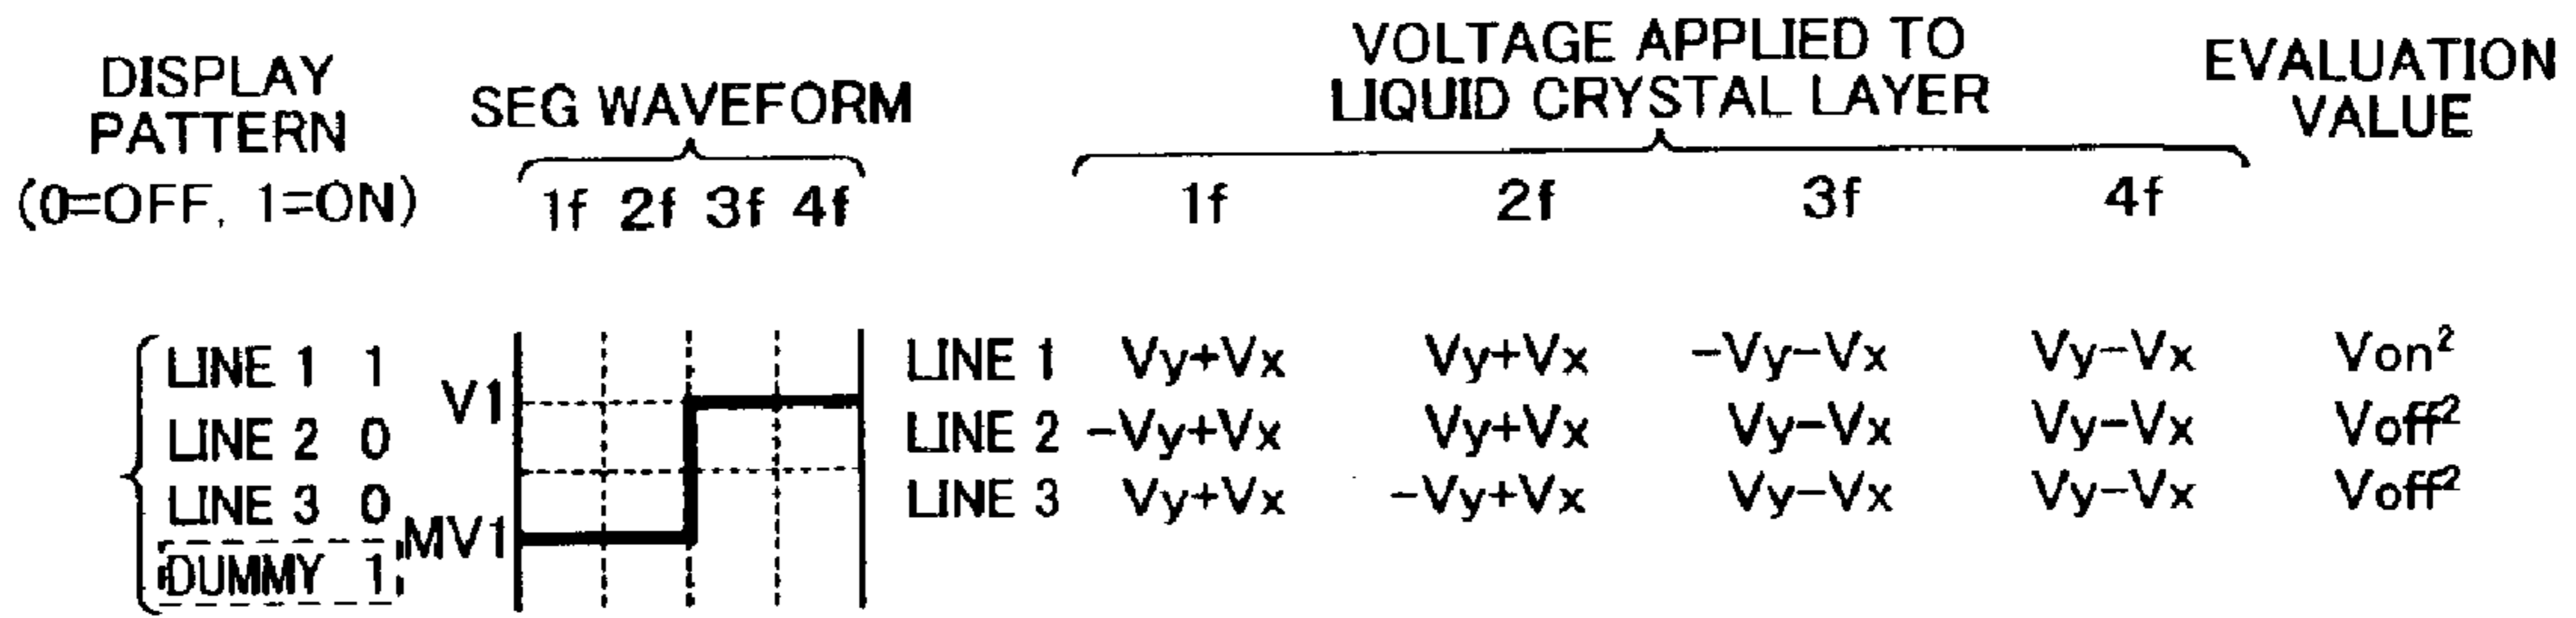 DISPLAY
PATTERN
(0=OFF, 1=ON)
SEG WAVEFORM
1f 2f 3f 4f
VOLTAGE APPLIED TO
LIQUID CRYSTAL LAYER
1f 2f 3f 4f
EVALUATION
VALUE
LINE 1 1
LINE 2 0
LINE 3 0
DUMMY 1
V1
MV1
LINE 1 Vy+Vx Vy+Vx -Vy-Vx Vy-Vx Von²
LINE 2 -Vy+Vx Vy+Vx Vy-Vx Vy-Vx Voff²
LINE 3 Vy+Vx -Vy+Vx Vy-Vx Vy-Vx Voff²